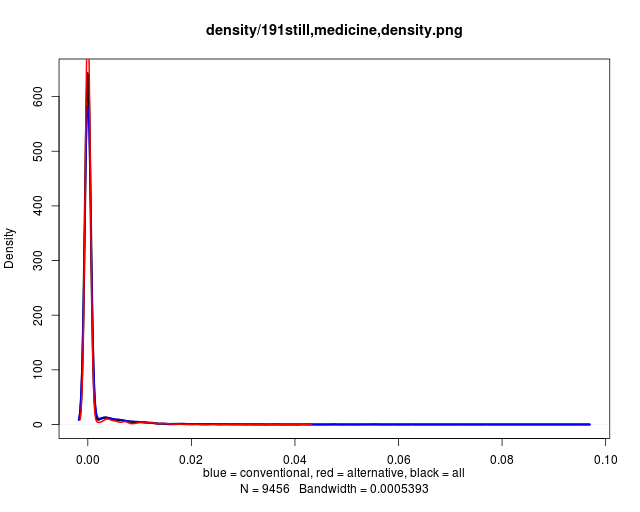 density/191still,medicine,density.png
600
500
400
300
200
100
0
Density
0.00 0.02 0.04 0.06 0.08 0.10
blue = conventional, red = alternative, black = all
N = 9456 Bandwidth = 0.0005393